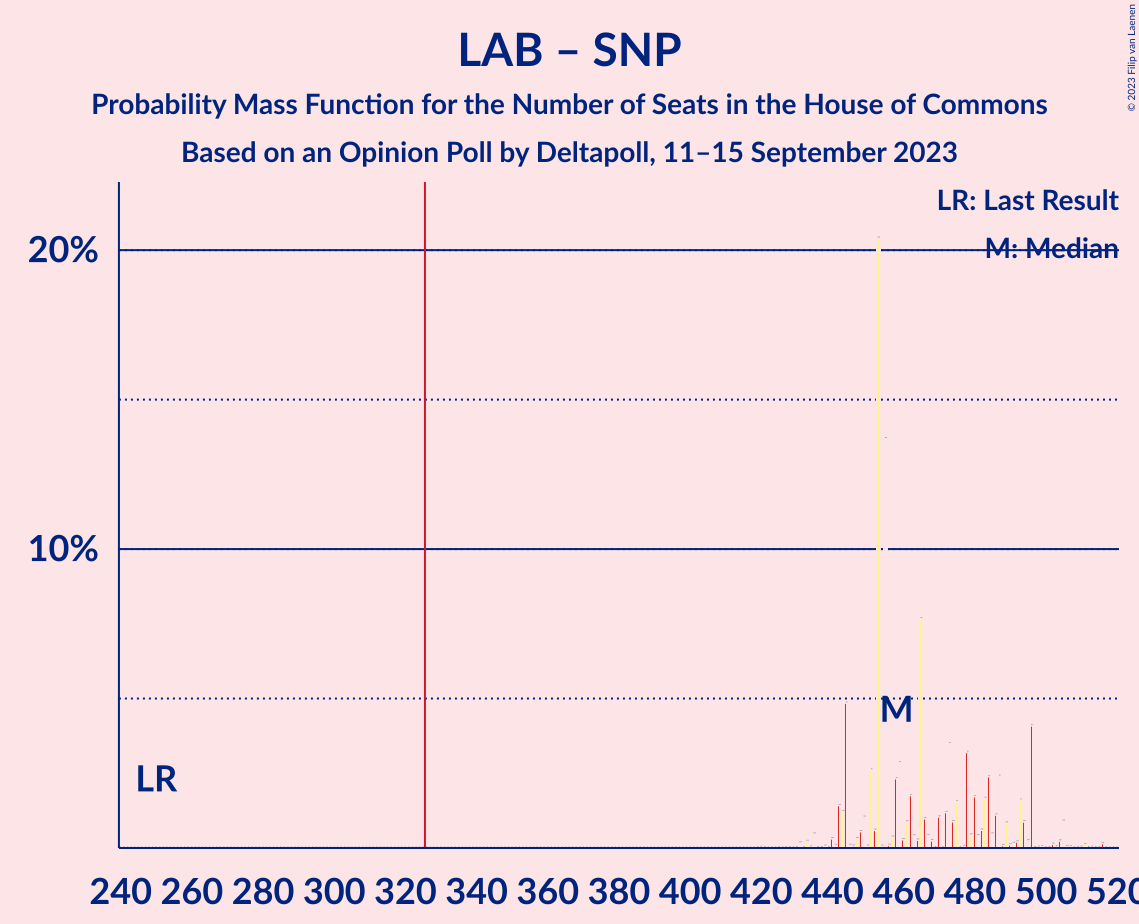 LAB – SNP
Probability Mass Function for the Number of Seats in the House of Commons
Based on an Opinion Poll by Deltapoll, 11–15 September 2023
© 2023 Filip van Laenen
LR: Last Result
M: Median
20%
10%
LR
M
240 260 280 300 320 340 360 380 400 420 440 460 480 500 520